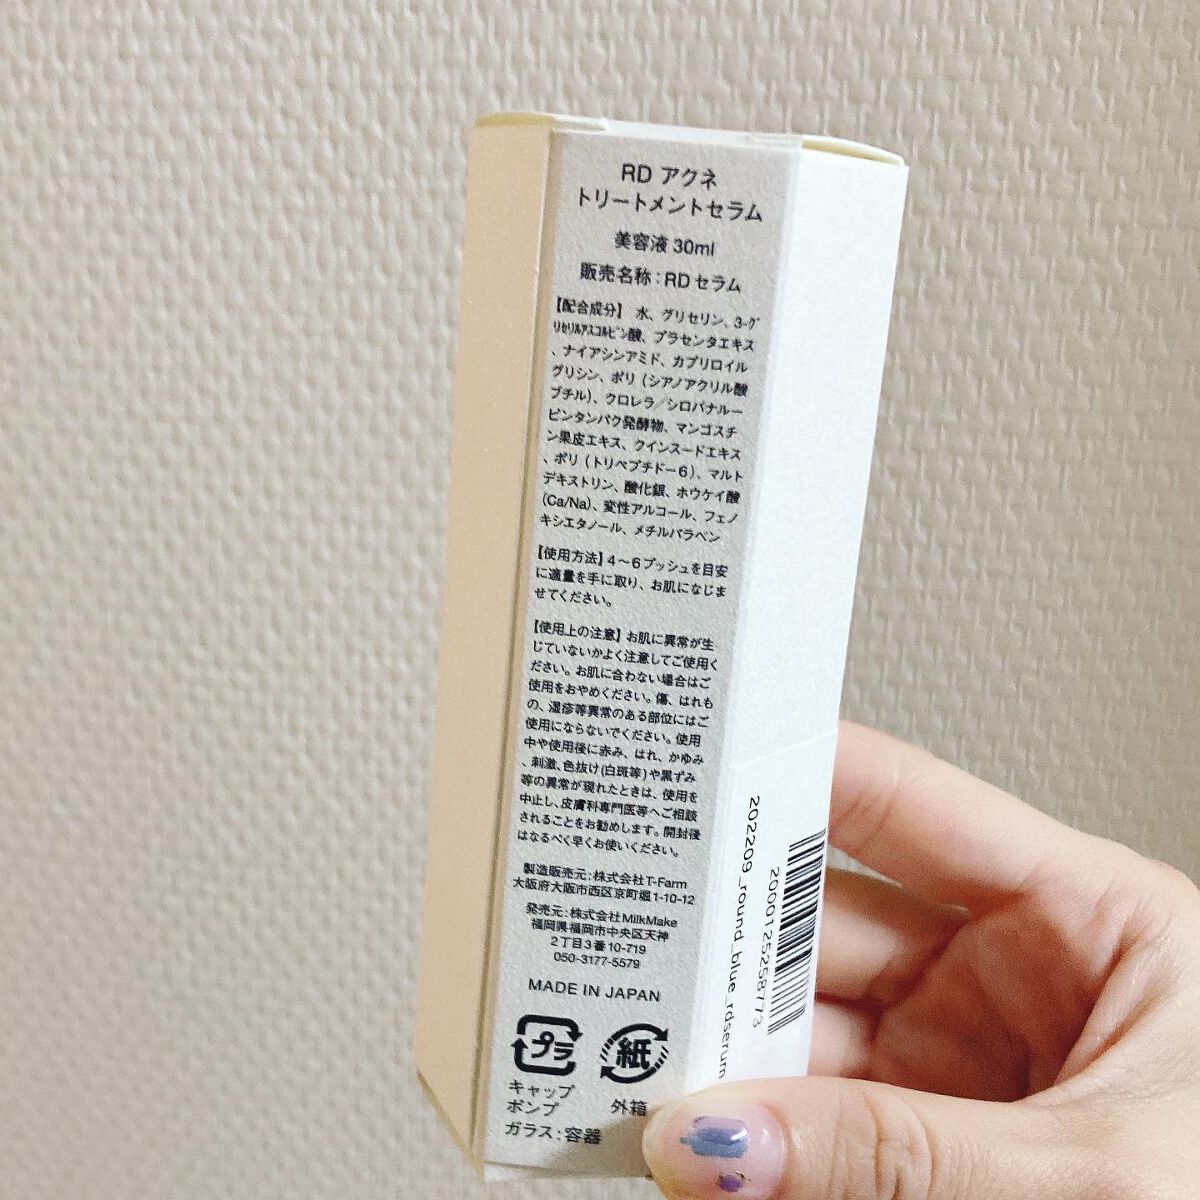 RD アクネ
トリートメントセラム
美容液 30ml
販売名称：RD セラム
【配合成分】 水、グリセリン、3-グ
リセリルアスコルビン酸、プラセンタエキス
、ナイアシンアミド、カプリロイル
グリシン、ポリ（シアノアクリル酸
ブチル）、クロレラ／シロバナルー
ピンタンパク発酵物、マンゴスチ
ン果皮エキス、クインスードエキス
、ポリ（トリペプチドー6）、マルト
デキストリン、酸化銀、ホウケイ酸
(Ca/Na)、変性アルコール、フェノ
キシエタノール、メチルパラベン
【使用方法】4〜6プッシュを目安
に適量を手に取り、お肌になじま
せてください。
【使用上の注意】お肌に異常が生
じていないかよく注意してご使用く
ださい。お肌に合わない場合はご
使用をおやめください。傷、はれも
の、湿疹等異常のある部位にはご
使用にならないでください。使用
中や使用後に赤み、はれ、かゆみ
、刺激、色抜け(白斑等)や黒ずみ
等の異常が現れたときは、使用を
中止し、皮膚科専門医等へご相談
されることをお勧めします。開封後
はなるべく早くお使いください。
製造販売元：株式会社T-Farm
大阪府大阪市西区京町堀1-10-12
発売元：株式会社MilkMake
福岡県福岡市中央区天神
2丁目3番10-719
050-3177-5579
MADE IN JAPAN
プラ
キャップ
ポンプ
紙
外箱
ガラス：容器
202209_round_blue_rdserum
2000125258773